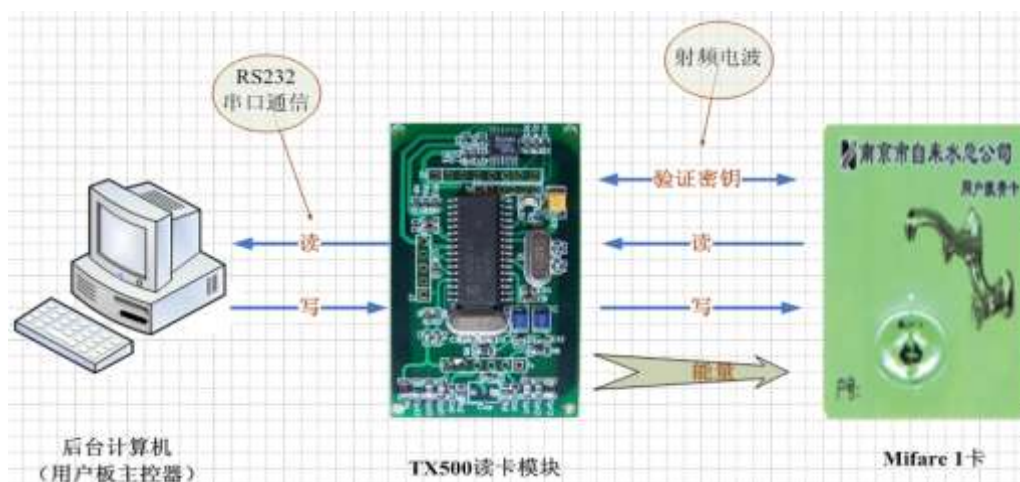 RS232
串口通信
射频电波
南京市自来水总公司
用户缴费卡
验证密钥
读
读
写
写
能量
户号:
后台计算机
（用户板主控器）
TX500读卡模块
Mifare 1卡